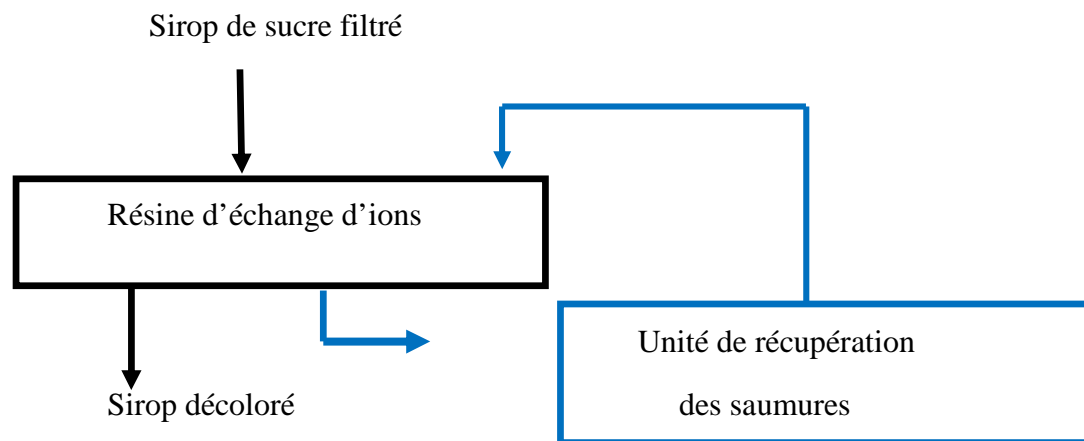 Sirop de sucre filtré
Résine d’échange d’ions
Unité de récupération
des saumures
Sirop décoloré